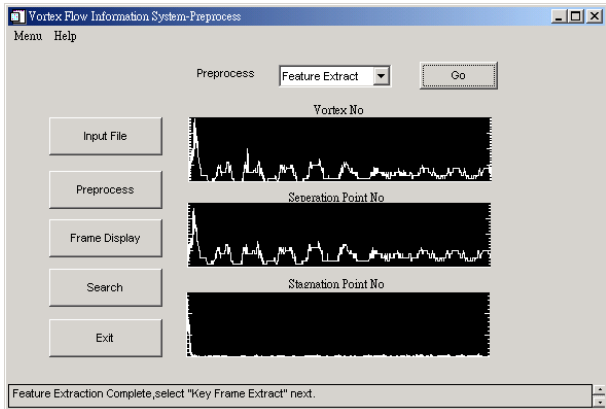 Vortex Flow Information System-Preprocess
Menu Help
Preprocess Feature Extract Go
Vortex No
Input File
Preprocess
Seperation Point No
Frame Display
Search
Stagnation Point No
Exit
Feature Extraction Complete,select "Key Frame Extract" next.